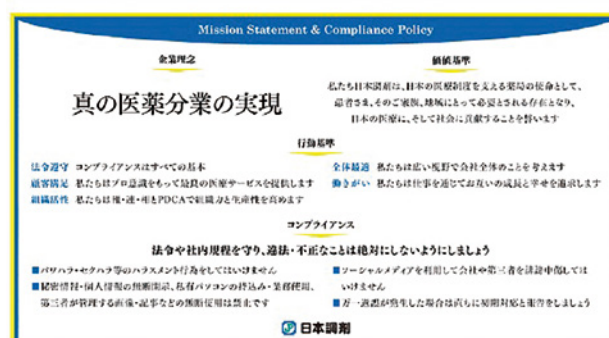 Mission Statement & Compliance Policy
企業理念
真の医薬分業の実現
価値基準
私たち日本調剤は、日本の医療制度を支える薬局の使命として、
患者さま、そのご家族、地域にとって必要とされる存在となり、
日本の医療に、そして社会に貢献することを誓います
行動基準
法令遵守 コンプライアンスはすべての基本
顧客満足 私たちはプロ意識をもって最良の医療サービスを提供します
組織活性 私たちは報・連・相とPDCAで組織力と生産性を高めます
全体最適 私たちは広い視野で会社全体のことを考えます
働きがい 私たちは仕事を通じてお互いの成長と幸せを追求します
コンプライアンス
法令や社内規程を守り、違法・不正なことは絶対にしないようにしましょう
■パワハラ・セクハラ等のハラスメント行為をしてはいけません
■秘密情報・個人情報の無断開示、私有パソコンの持込み・業務使用、
第三者が管理する画像・記事などの無断使用は禁止です
■ソーシャルメディアを利用して会社や第三者を誹謗中傷しては
いけません
■万一過誤が発生した場合は直ちに初期対応と報告をしましょう
日本調剤